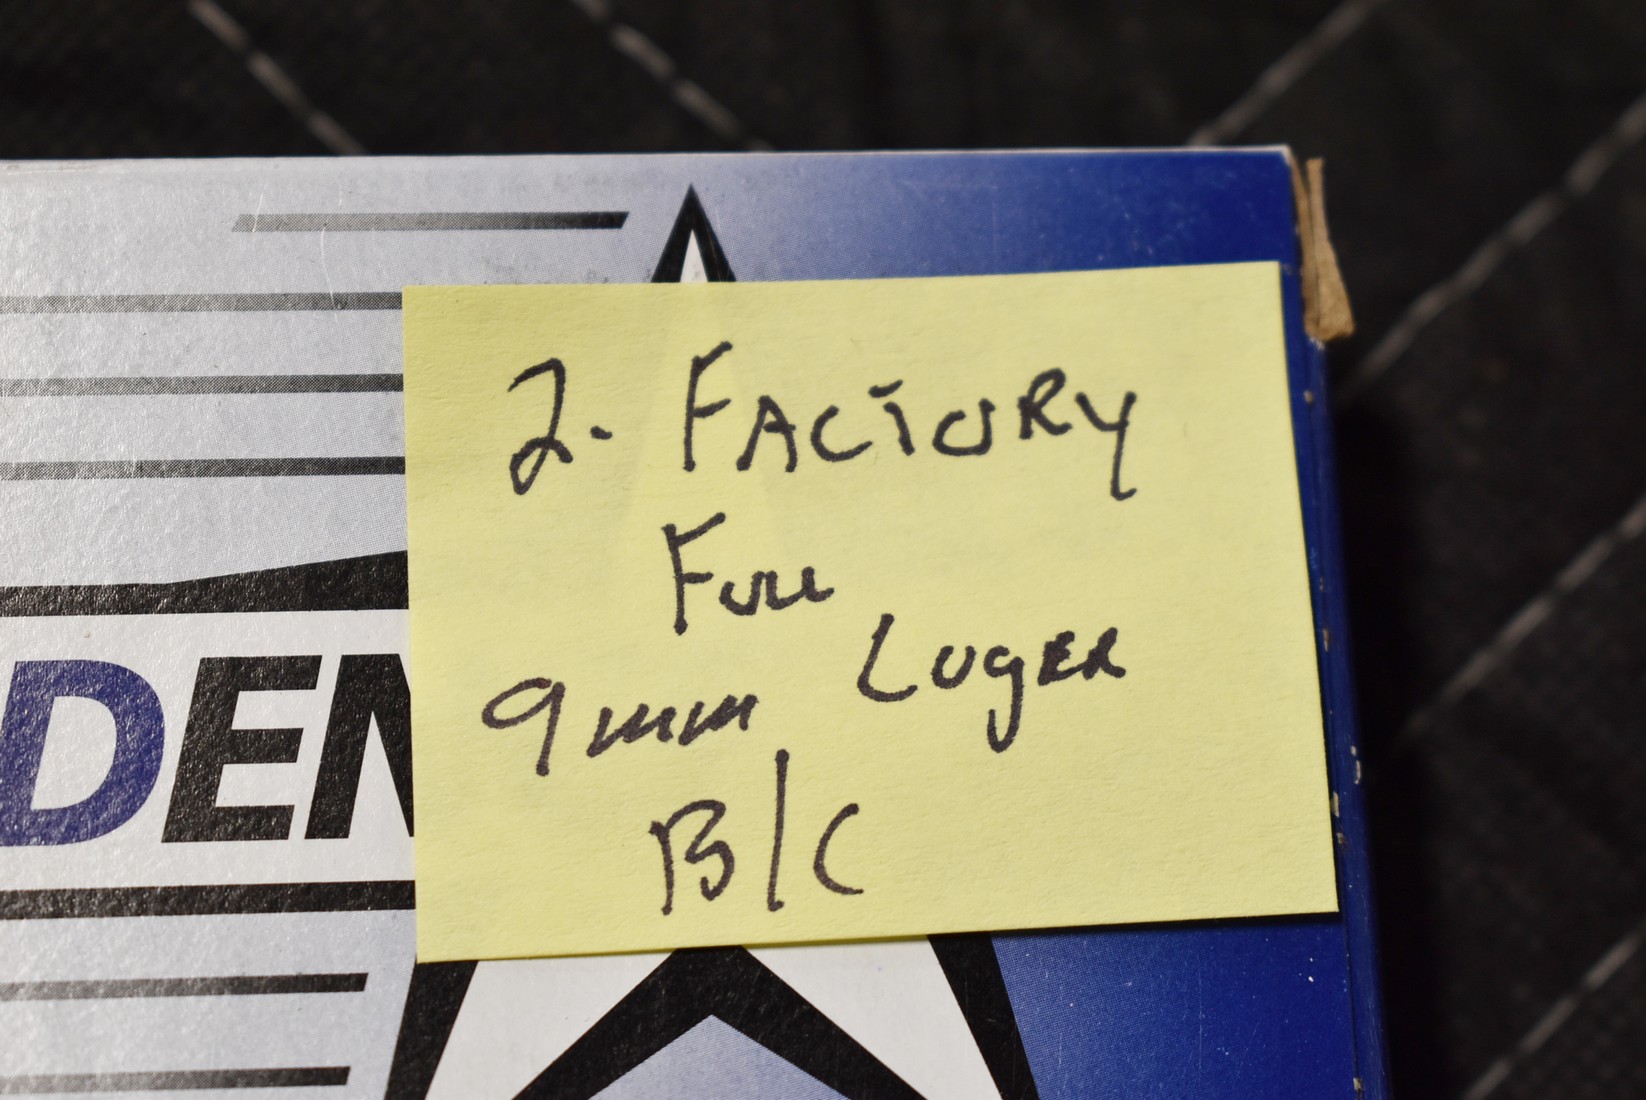 2. FACTORY
Full
9mm Luger
B/C
DEN